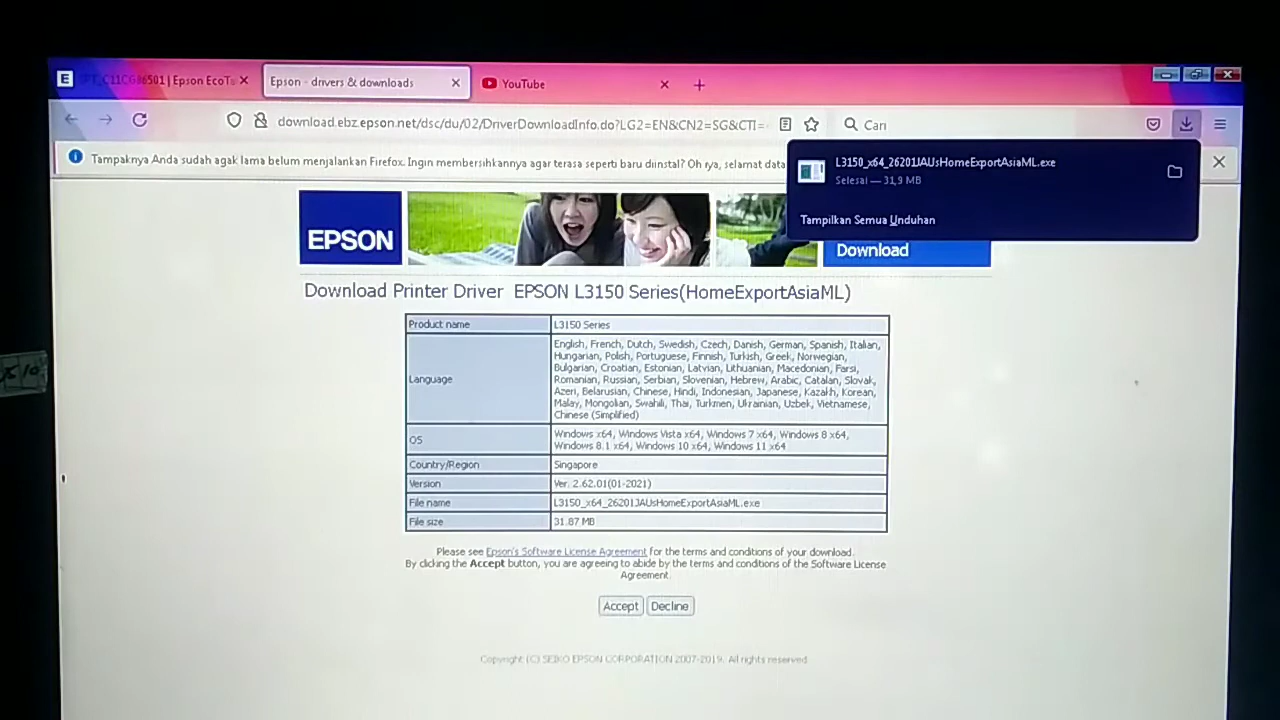 E
C11CG86501 | Epson EcoTa
Epson - drivers & downloads
YouTube
download.ebz.epson.net/dsc/du/02/DriverDownloadInfo.do?LG2=EN&CN2=SG&CTI=
Cari
Tampaknya Anda sudah agak lama belum menjalankan Firefox. Ingin membersihkannya agar terasa seperti baru diinstal? Oh ya, selamat data
L3150_x64_26201JAUsHomeExportAsiaML.exe
Selesai — 31,9 MB
Tampilkan Semua Unduhan
EPSON
Download
Download Printer Driver EPSON L3150 Series(HomeExportAsiaML)
Product name L3150 Series
Language English, French, Dutch, Swedish, Czech, Danish, German, Spanish, Italian,
Hungarian, Polish, Portuguese, Finnish, Turkish, Greek, Norwegian,
Bulgarian, Croatian, Estonian, Latvian, Lithuanian, Macedonian, Farsi,
Romanian, Russian, Serbian, Slovenian, Hebrew, Arabic, Catalan, Slovak,
Azeri, Belarusian, Chinese, Hindi, Indonesian, Japanese, Kazakh, Korean,
Malay, Mongolian, Swahili, Thai, Turkmen, Ukrainian, Uzbek, Vietnamese,
Chinese (Simplified)
OS Windows x64, Windows Vista x64, Windows 7 x64, Windows 8 x64,
Windows 8.1 x64, Windows 10 x64, Windows 11 x64
Country/Region Singapore
Version Ver. 2.62.01(01-2021)
File name L3150_x64_26201JAUsHomeExportAsiaML.exe
File size 31.87 MB
Please see Epson's Software License Agreement for the terms and conditions of your download.
By clicking the Accept button, you are agreeing to abide by the terms and conditions of the Software License
Agreement.
Accept Decline
Copyright (C) SEIKO EPSON CORPORATION 2007-2019. All rights reserved.